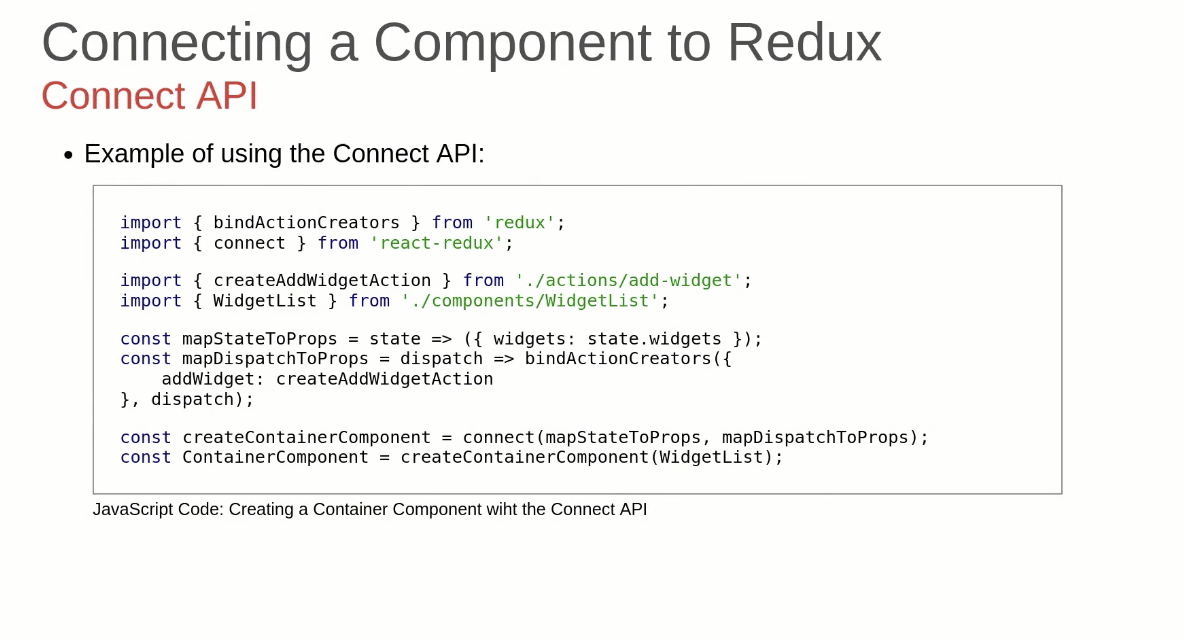 Connecting a Component to Redux
Connect API
• Example of using the Connect API:
import { bindActionCreators } from 'redux';
import { connect } from 'react-redux';
import { createAddWidgetAction } from './actions/add-widget';
import { WidgetList } from './components/WidgetList';
const mapStateToProps = state => ({ widgets: state.widgets });
const mapDispatchToProps = dispatch => bindActionCreators({
    addWidget: createAddWidgetAction
}, dispatch);
const createContainerComponent = connect(mapStateToProps, mapDispatchToProps);
const ContainerComponent = createContainerComponent(WidgetList);
JavaScript Code: Creating a Container Component wiht the Connect API